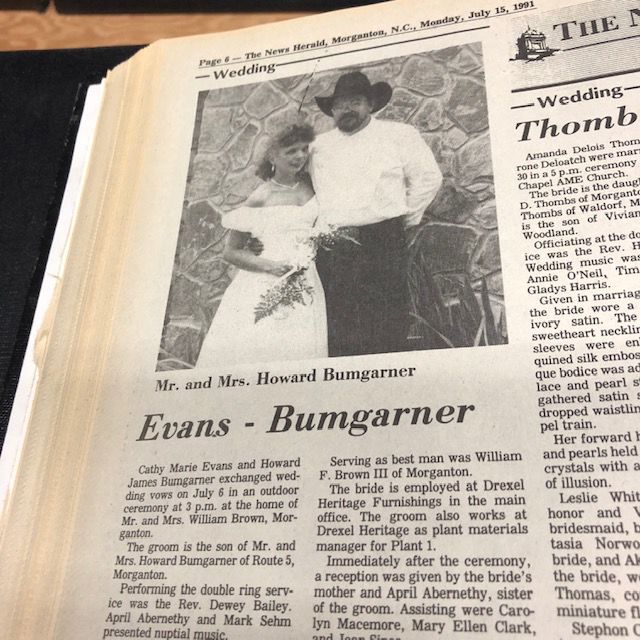 Page 6 — The News Herald, Morganton, N.C., Monday, July 15, 1991
Wedding
Mr. and Mrs. Howard Bumgarner
Evans - Bumgarner
Cathy Marie Evans and Howard
James Bumgarner exchanged wed-
ding vows on July 6 in an outdoor
ceremony at 3 p.m. at the home of
Mr. and Mrs. William Brown, Mor-
ganton.
The groom is the son of Mr. and
Mrs. Howard Bumgarner of Route 5,
Morganton.
Performing the double ring serv-
ice was the Rev. Dewey Bailey.
April Abernethy and Mark Sehm
presented nuptial music.
Serving as best man was William
F. Brown III of Morganton.
The bride is employed at Drexel
Heritage Furnishings in the main
office. The groom also works at
Drexel Heritage as plant materials
manager for Plant 1.
Immediately after the ceremony,
a reception was given by the bride's
mother and April Abernethy, sister
of the groom. Assisting were Caro-
lyn Macemore, Mary Ellen Clark,
and Joan
THE
Wedding
Thomb
Amanda Delois Thom
rone Deloatch were mar
30 in a 5 p.m. ceremony
Chapel AME Church.
The bride is the daug
D. Thombs of Morganto
Thombs of Waldorf, M
is the son of Vivian
Woodland.
Officiating at the do
ice was the Rev. H
Wedding music was
Annie O'Neil, Tim
Gladys Harris.
Given in marriag
the bride wore a
ivory satin. The
sweetheart necklin
sleeves were en
quined silk embo
que bodice was ad
lace and pearl s
gathered satin s
dropped waistlin
pel train.
Her forward h
and pearls held
crystals with a
of illusion.
Leslie Whit
honor and V
bridesmaid, b
tasia Norwo
bride, and Ak
the bride, we
Thomas, co
miniature fl
Stephon C